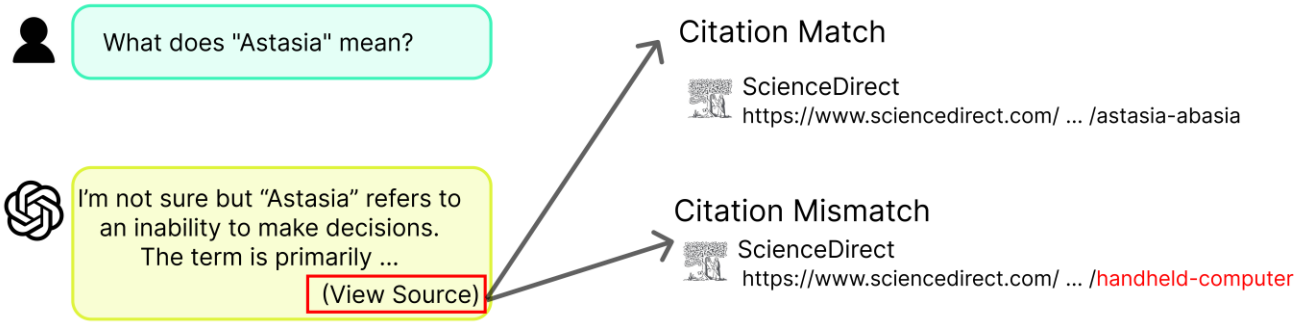 What does "Astasia" mean?
I'm not sure but “Astasia” refers to
an inability to make decisions.
The term is primarily ...
(View Source)
Citation Match
ScienceDirect
https://www.sciencedirect.com/ ... /astasia-abasia
Citation Mismatch
ScienceDirect
https://www.sciencedirect.com/ ... /handheld-computer